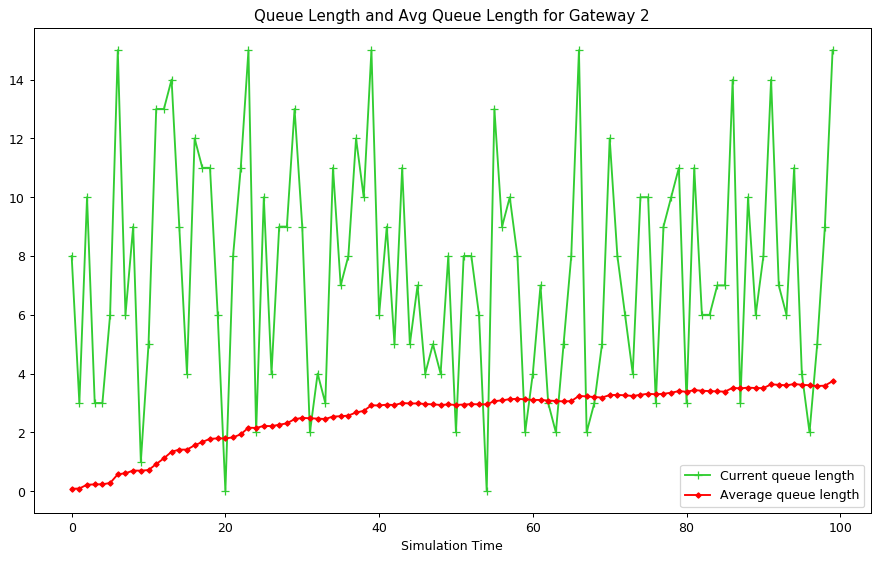 Queue Length and Avg Queue Length for Gateway 2
14
12
10
8
6
4
2
0
0 20 40 60 80 100
Simulation Time
Current queue length
Average queue length